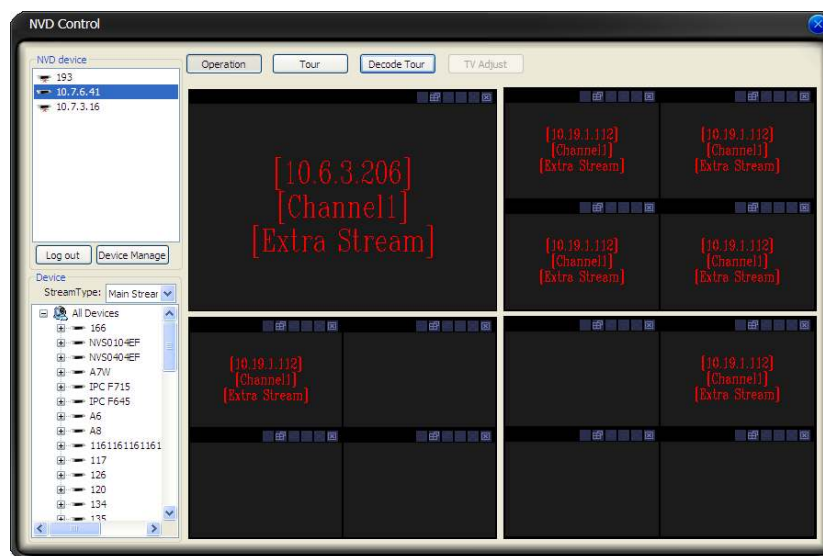 NVD Control
NVD device
193
10.7.6.41
10.7.3.16
Log out
Device Manage
Device
StreamType: Main Strear
All Devices
166
NVS0104EF
NVS0404EF
A7W
IPC F715
IPC F645
A6
A8
1161161161161
117
126
120
134
135
Operation
Tour
Decode Tour
TV Adjust
[10.6.3.206]
[Channel1]
[Extra Stream]
[10.19.1.112]
[Channel1]
[Extra Stream]
[10.19.1.112]
[Channel1]
[Extra Stream]
[10.19.1.112]
[Channel1]
[Extra Stream]
[10.19.1.112]
[Channel1]
[Extra Stream]
[10.19.1.112]
[Channel1]
[Extra Stream]
[10.19.1.112]
[Channel1]
[Extra Stream]